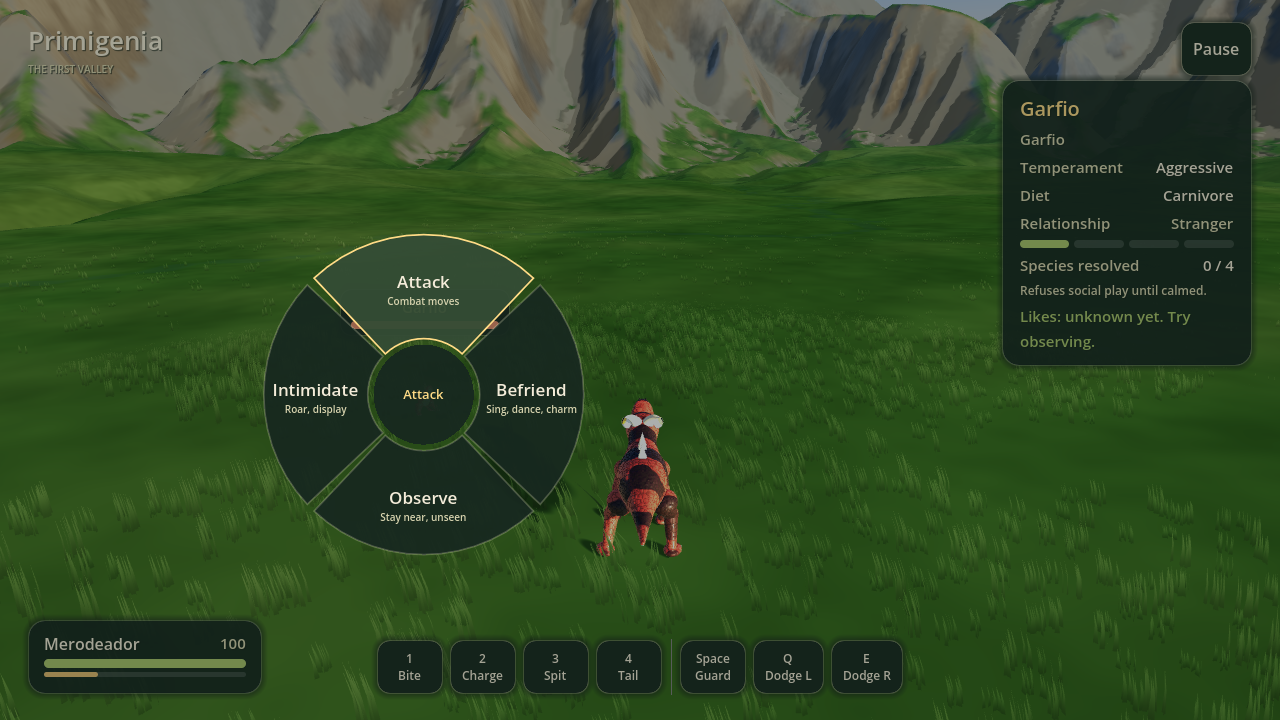 Primigenia
THE FIRST VALLEY
Pause
Garfio
Garfio
Temperament Aggressive
Diet Carnivore
Relationship Stranger
Species resolved 0 / 4
Refuses social play until calmed.
Likes: unknown yet. Try
observing.
Attack
Combat moves
Intimidate
Roar, display
Attack
Befriend
Sing, dance, charm
Observe
Stay near, unseen
Merodeador 100
1
Bite
2
Charge
3
Spit
4
Tail
Space
Guard
Q
Dodge L
E
Dodge R